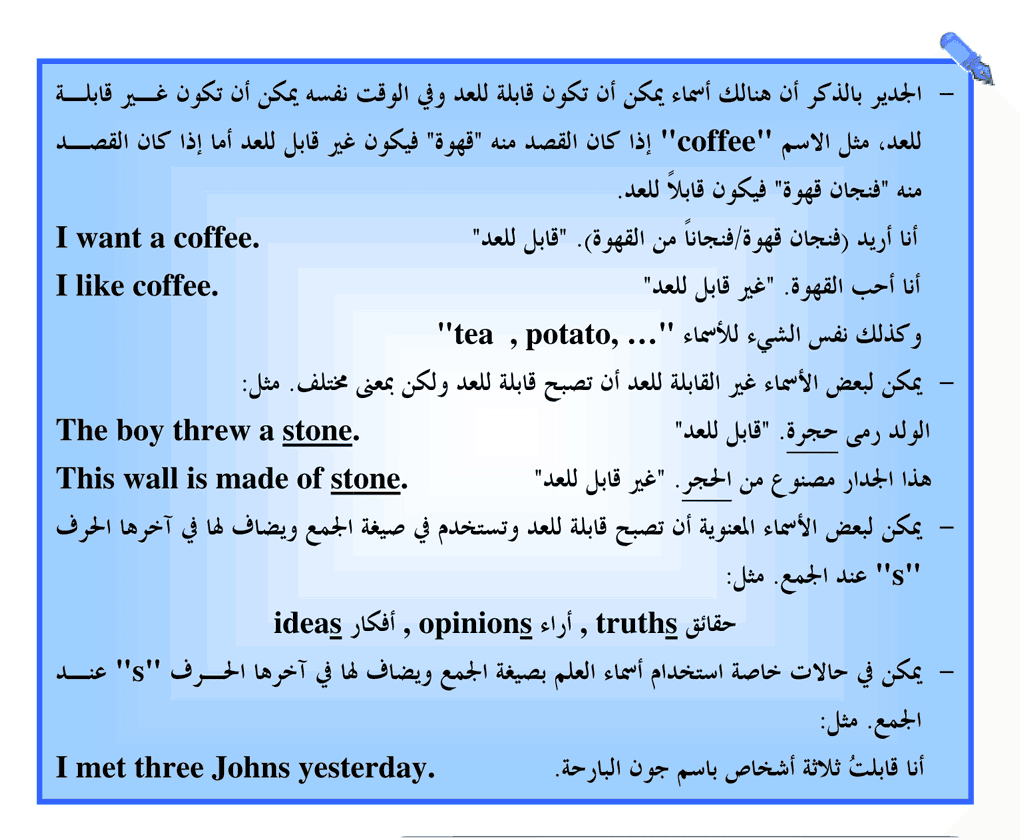 – الجدير بالذكر أن هنالك أسماء يمكن أن تكون قابلة للعد وفي الوقت نفسه يمكن أن تكون غير قابلة
للعد، مثل الاسم "coffee" إذا كان القصد منه "قهوة" فيكون غير قابل للعد أما إذا كان القصد
منه "فنجان قهوة" فيكون قابلاً للعد.
أنا أريد (فنجان قهوة/فنجاناً من القهوة). "قابل للعد" I want a coffee.
أنا أحب القهوة. "غير قابل للعد" I like coffee.
وكذلك نفس الشيء للأسماء "tea , potato, …"
– يمكن لبعض الأسماء غير القابلة للعد أن تصبح قابلة للعد ولكن بمعنى مختلف. مثل:
الولد رمى حجرة. "قابل للعد" The boy threw a stone.
هذا الجدار مصنوع من الحجر. "غير قابل للعد" This wall is made of stone.
– يمكن لبعض الأسماء المعنوية أن تصبح قابلة للعد وتستخدم في صيغة الجمع ويضاف لها في آخرها الحرف
"s" عند الجمع. مثل:
حقائق truths , أراء opinions , أفكار ideas
– يمكن في حالات خاصة استخدام أسماء العلم بصيغة الجمع ويضاف لها في آخرها الحرف "s" عند
الجمع. مثل:
أنا قابلتُ ثلاثة أشخاص باسم جون البارحة. I met three Johns yesterday.